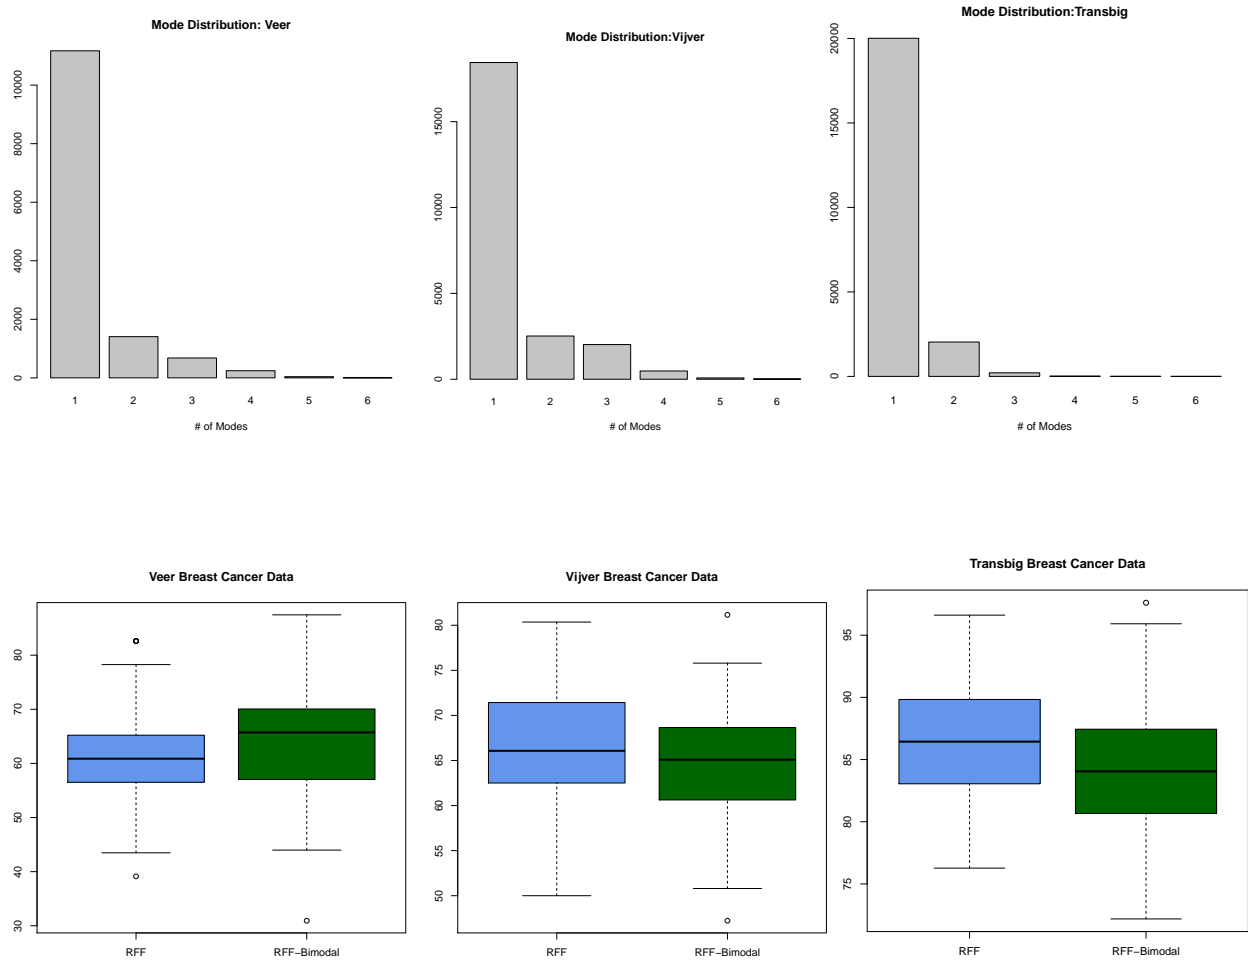 Mode Distribution: Veer
10000
8000
6000
4000
2000
0
1 2 3 4 5 6
# of Modes
Mode Distribution:Vijver
15000
10000
5000
0
1 2 3 4 5 6
Mode Distribution:Transbig
20000
15000
10000
5000
0
1 2 3 4 5 6
# of Modes
Veer Breast Cancer Data
80
70
60
50
40
30
RFF RFF−Bimodal
Vijver Breast Cancer Data
80
75
70
65
60
55
50
RFF RFF−Bimodal
Transbig Breast Cancer Data
95
90
85
80
75
RFF RFF−Bimodal